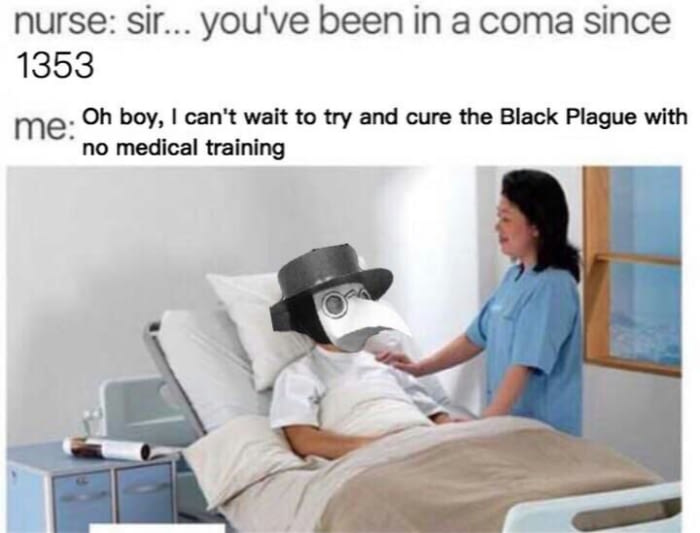 nurse: sir... you've been in a coma since
1353
me: Oh boy, I can't wait to try and cure the Black Plague with
no medical training